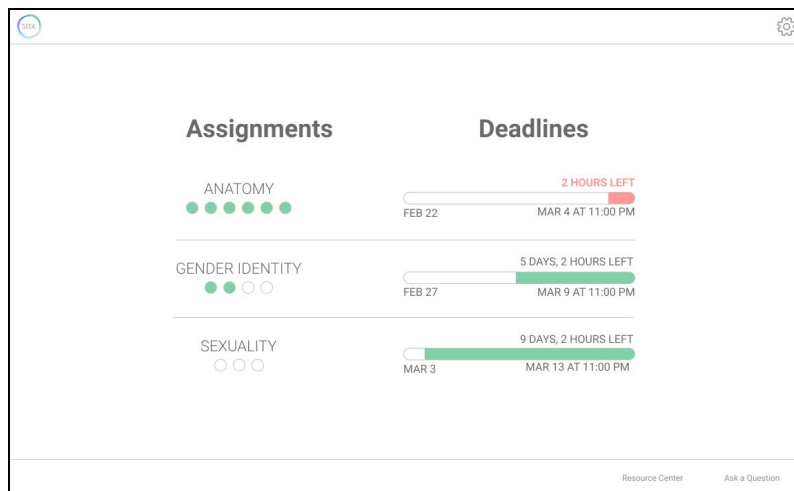 SEEK
Assignments
Deadlines
ANATOMY
2 HOURS LEFT
FEB 22
MAR 4 AT 11:00 PM
GENDER IDENTITY
5 DAYS, 2 HOURS LEFT
FEB 27
MAR 9 AT 11:00 PM
SEXUALITY
9 DAYS, 2 HOURS LEFT
MAR 3
MAR 13 AT 11:00 PM
Resource Center
Ask a Question